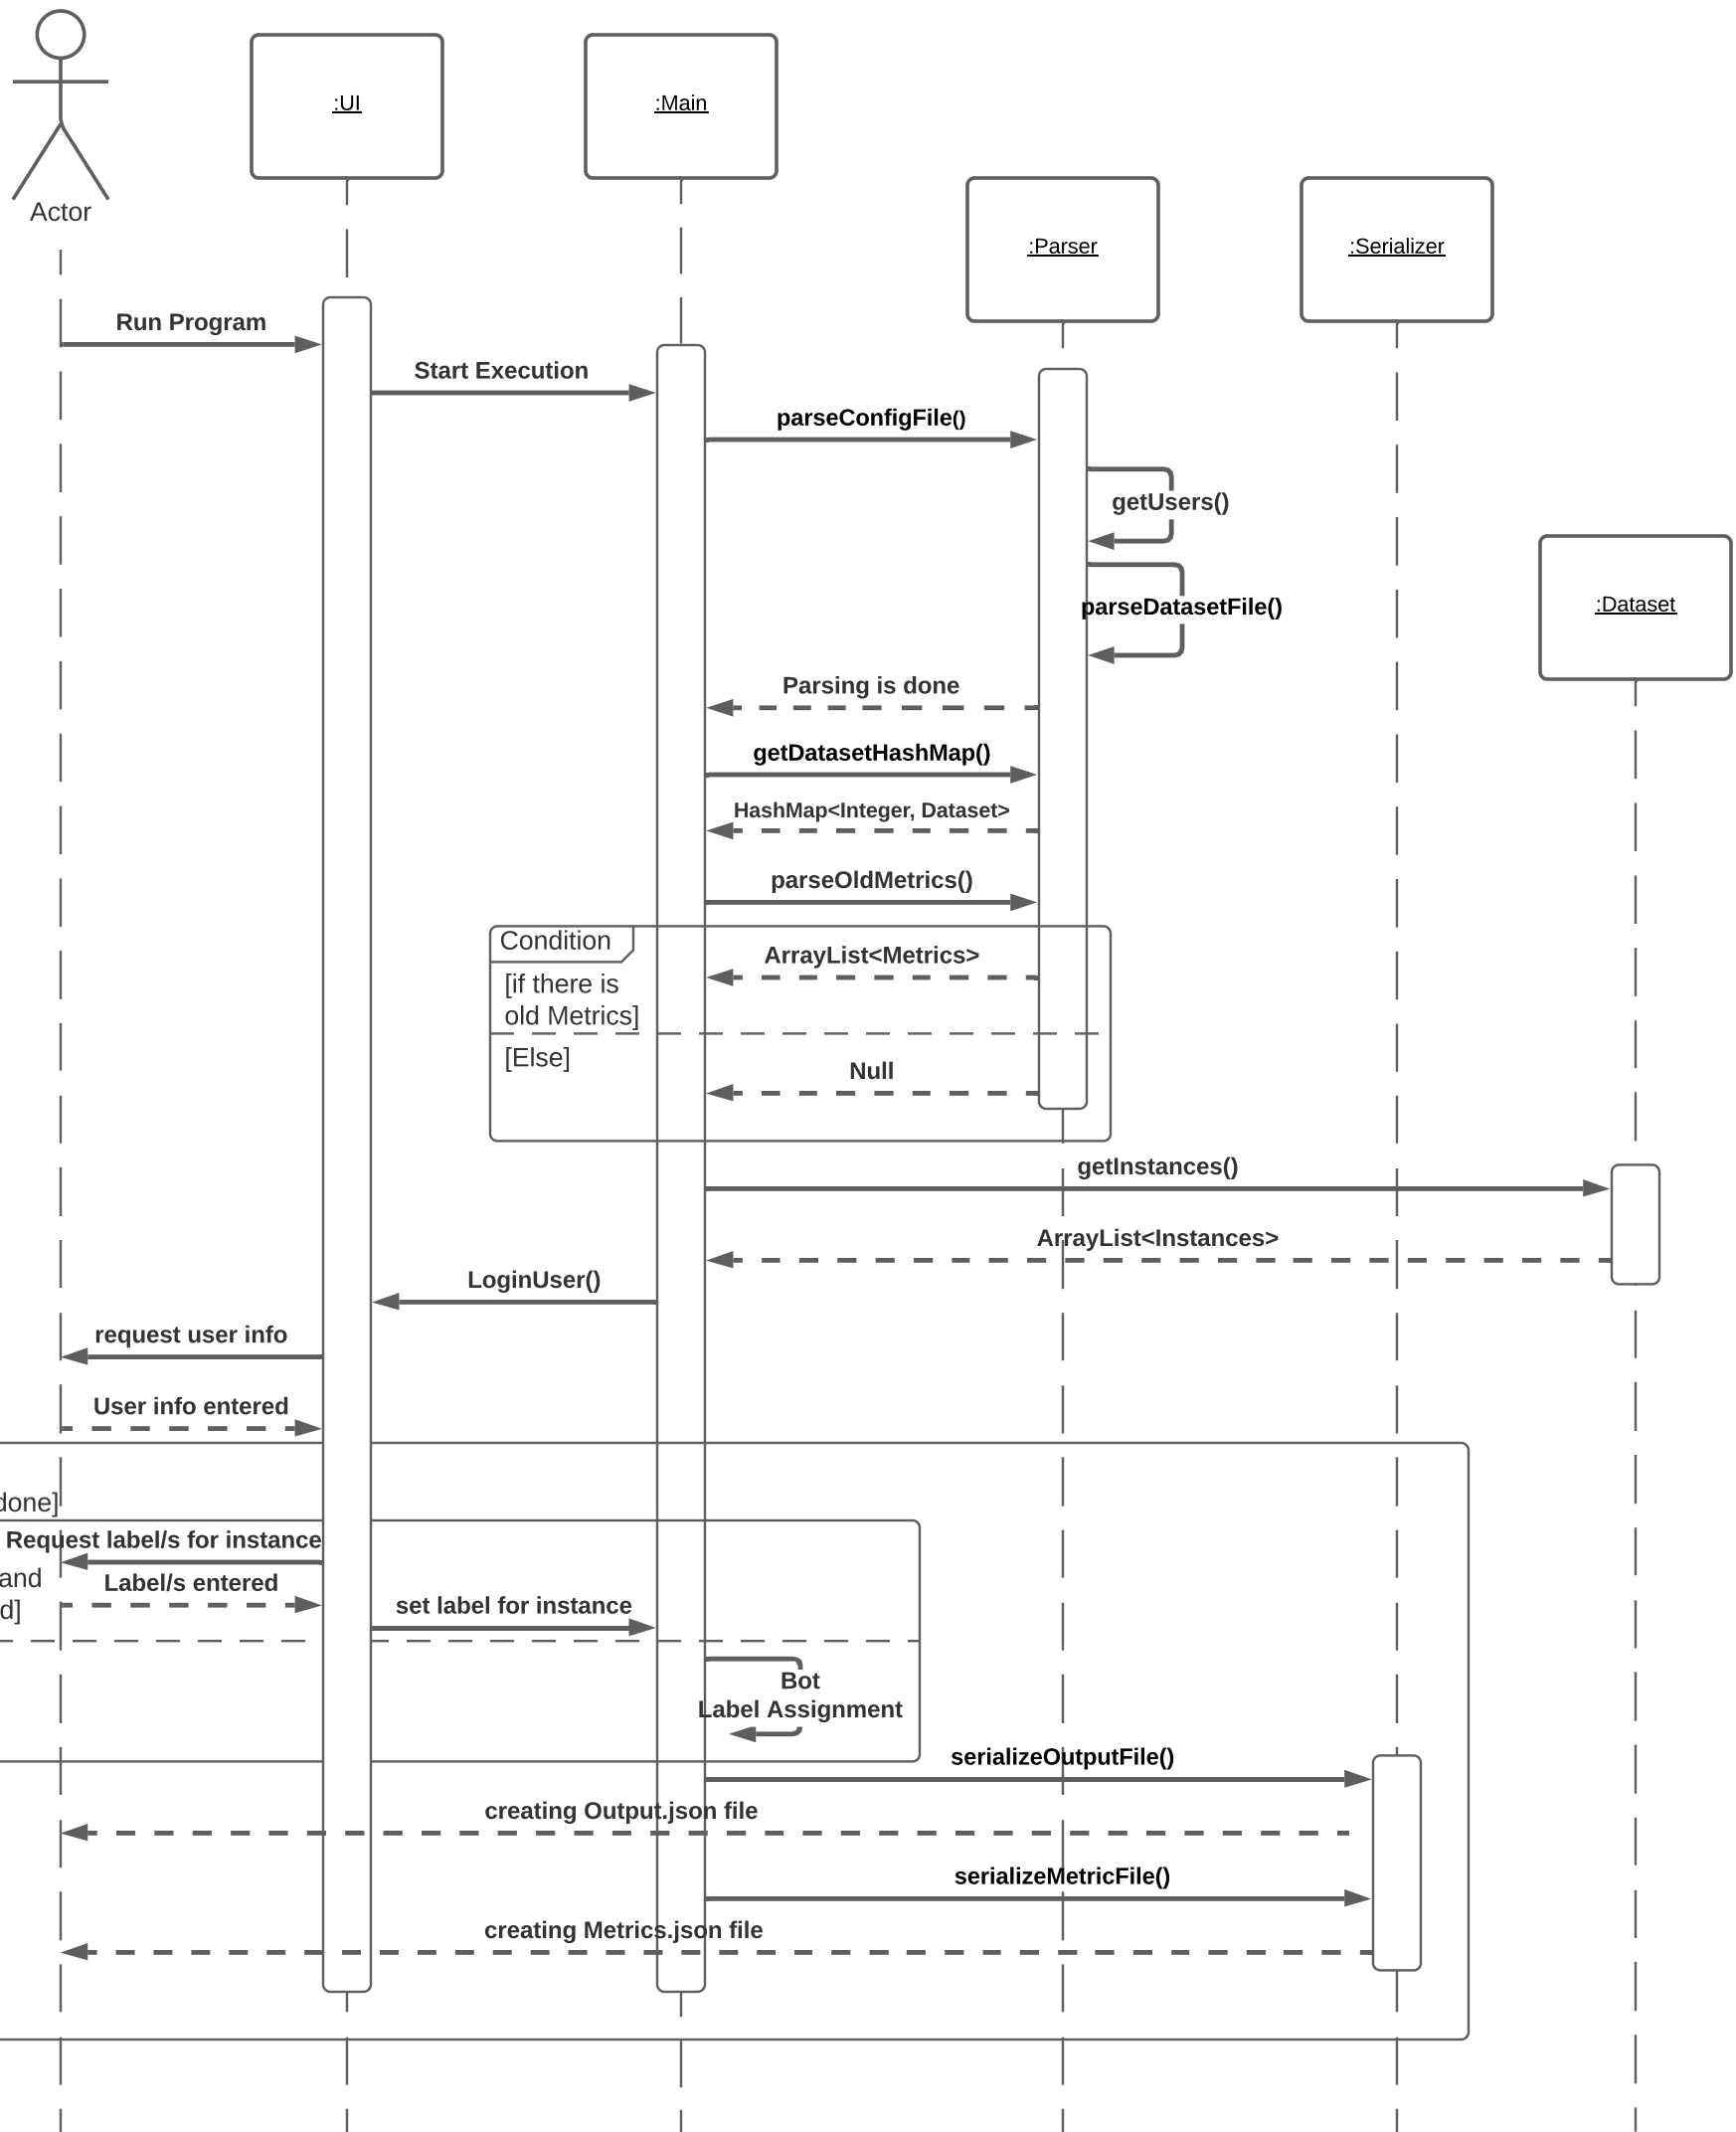 :UI
:Main
Actor
:Parser
:Serializer
Run Program
Start Execution
parseConfigFile()
getUsers()
:Dataset
parseDatasetFile()
Parsing is done
getDatasetHashMap()
HashMap<Integer, Dataset>
parseOldMetrics()
Condition
ArrayList<Metrics>
[if there is
old Metrics]
[Else]
Null
getInstances()
ArrayList<Instances>
LoginUser()
request user info
User info entered
done]
Request label/s for instance
and
Label/s entered
d]
set label for instance
Bot
Label Assignment
serializeOutputFile()
creating Output.json file
serializeMetricFile()
creating Metrics.json file